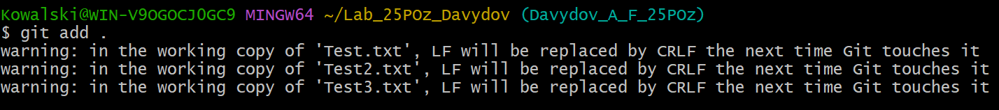 Kowalski@WIN-V9OGOCJ0GC9 MINGW64 ~/Lab_25POz_Davydov (Davydov_A_F_25POz)
$ git add .
warning: in the working copy of 'Test.txt', LF will be replaced by CRLF the next time Git touches it
warning: in the working copy of 'Test2.txt', LF will be replaced by CRLF the next time Git touches it
warning: in the working copy of 'Test3.txt', LF will be replaced by CRLF the next time Git touches it